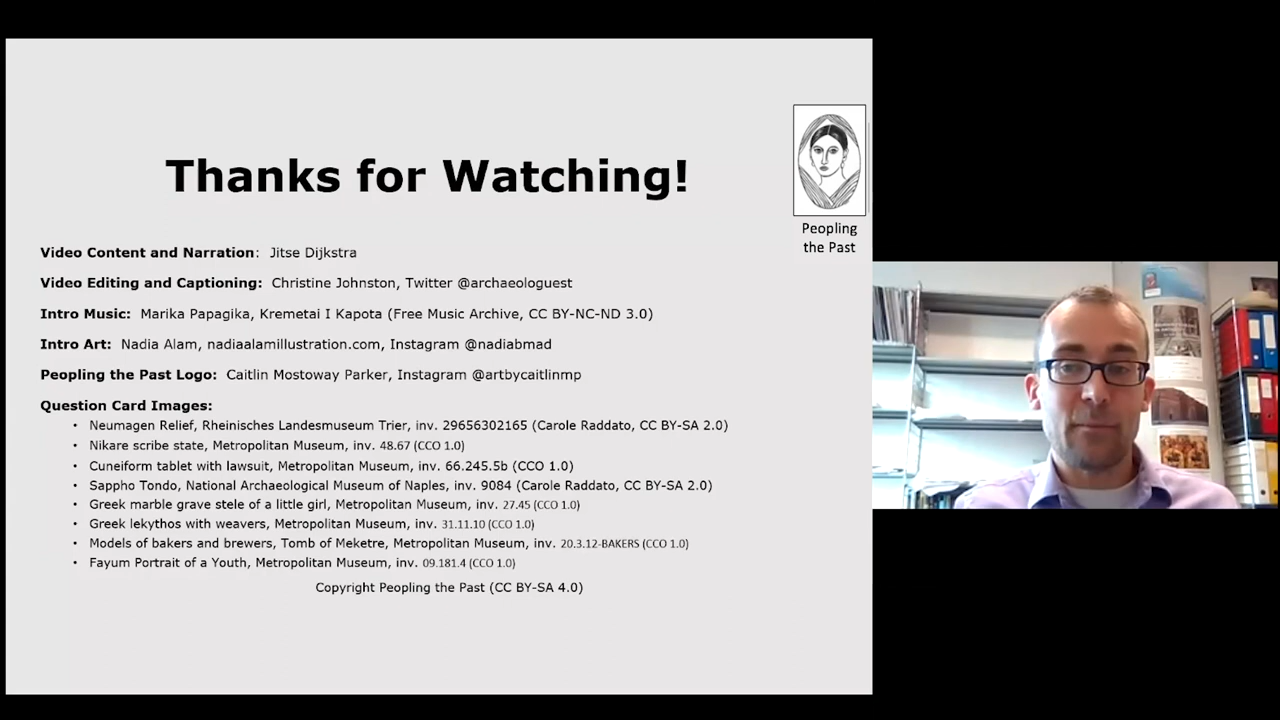 Thanks for Watching!
Peopling
the Past
Video Content and Narration: Jitse Dijkstra
Video Editing and Captioning: Christine Johnston, Twitter @archaeologuest
Intro Music: Marika Papagika, Kremetai I Kapota (Free Music Archive, CC BY-NC-ND 3.0)
Intro Art: Nadia Alam, nadiaalamillustration.com, Instagram @nadiabmad
Peopling the Past Logo: Caitlin Mostoway Parker, Instagram @artbycaitlinmp
Question Card Images:
• Neumagen Relief, Rheinisches Landesmuseum Trier, inv. 29656302165 (Carole Raddato, CC BY-SA 2.0)
• Nikare scribe state, Metropolitan Museum, inv. 48.67 (CCO 1.0)
• Cuneiform tablet with lawsuit, Metropolitan Museum, inv. 66.245.5b (CCO 1.0)
• Sappho Tondo, National Archaeological Museum of Naples, inv. 9084 (Carole Raddato, CC BY-SA 2.0)
• Greek marble grave stele of a little girl, Metropolitan Museum, inv. 27.45 (CCO 1.0)
• Greek lekythos with weavers, Metropolitan Museum, inv. 31.11.10 (CCO 1.0)
• Models of bakers and brewers, Tomb of Meketre, Metropolitan Museum, inv. 20.3.12-BAKERS (CCO 1.0)
• Fayum Portrait of a Youth, Metropolitan Museum, inv. 09.181.4 (CCO 1.0)
Copyright Peopling the Past (CC BY-SA 4.0)